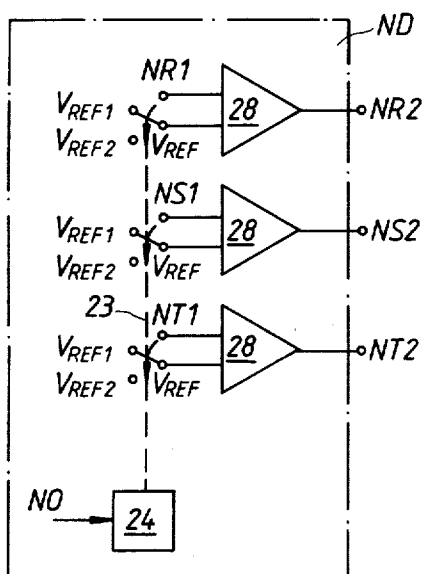 ND
NR1
VREF1
28
NR2
VREF2
VREF
NS1
VREF1
28
NS2
VREF2
VREF
23
NT1
VREF1
28
NT2
VREF2
VREF
NO
24